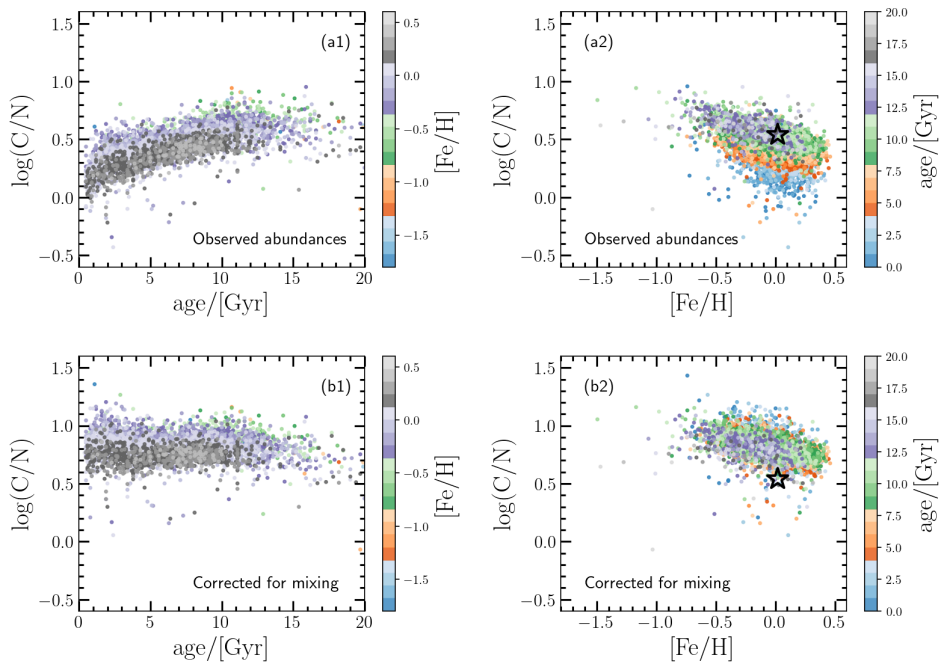 1.5
1.0
0.5
0.0
−0.5
log(C/N)
(a1)
Observed abundances
0 5 10 15 20
age/[Gyr]
0.5
0.0
−0.5
−1.0
−1.5
[Fe/H]
1.5
1.0
0.5
0.0
−0.5
log(C/N)
(a2)
Observed abundances
−1.5 −1.0 −0.5 0.0 0.5
[Fe/H]
20.0
17.5
15.0
12.5
10.0
7.5
5.0
2.5
0.0
age/[Gyr]
1.5
1.0
0.5
0.0
−0.5
log(C/N)
(b1)
Corrected for mixing
0 5 10 15 20
age/[Gyr]
0.5
0.0
−0.5
−1.0
−1.5
[Fe/H]
1.5
1.0
0.5
0.0
−0.5
log(C/N)
(b2)
Corrected for mixing
−1.5 −1.0 −0.5 0.0 0.5
[Fe/H]
20.0
17.5
15.0
12.5
10.0
7.5
5.0
2.5
0.0
age/[Gyr]